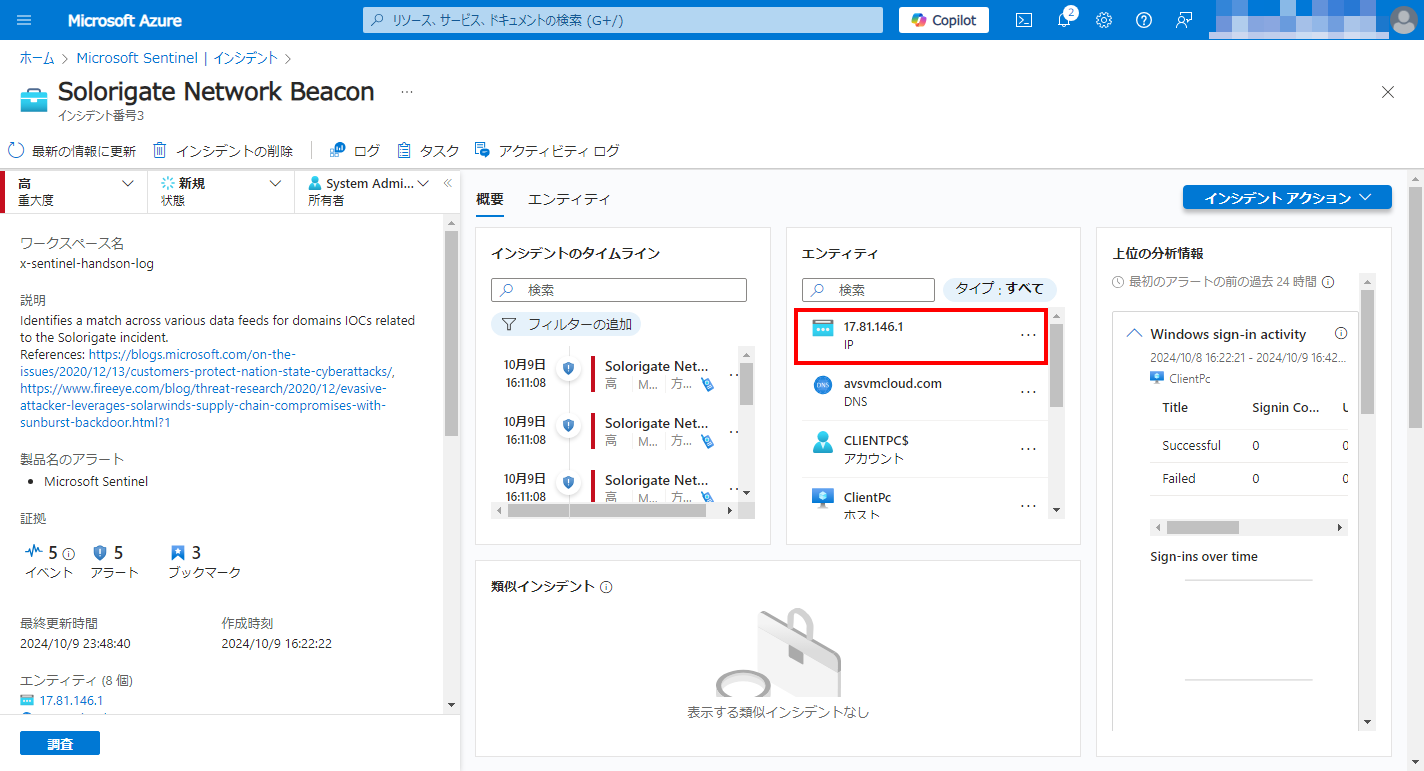 Microsoft Azure
リソース、サービス、ドキュメントの検索 (G+/)
Copilot
2
ホーム > Microsoft Sentinel | インシデント >
Solorigate Network Beacon ...
インシデント番号3
最新の情報に更新 インシデントの削除 ログ タスク アクティビティ ログ
高
重大度
新規
状態
System Admi...
所有者
ワークスペース名
x-sentinel-handson-log
説明
Identifies a match across various data feeds for domains IOCs related
to the Solorigate incident.
References: https://blogs.microsoft.com/on-the-
issues/2020/12/13/customers-protect-nation-state-cyberattacks/,
https://www.fireeye.com/blog/threat-research/2020/12/evasive-
attacker-leverages-solarwinds-supply-chain-compromises-with-
sunburst-backdoor.html?1
製品名のアラート
• Microsoft Sentinel
証拠
5 5 3
イベント アラート ブックマーク
最終更新時間 作成時刻
2024/10/9 23:48:40 2024/10/9 16:22:22
エンティティ (8 個)
17.81.146.1
調査
概要 エンティティ
インシデント アクション
インシデントのタイムライン
検索
フィルターの追加
10月9日
16:11:08
Solorigate Net...
高 M... 方...
10月9日
16:11:08
Solorigate Net...
高 M... 方...
10月9日
16:11:08
Solorigate Net...
高 M... 方...
エンティティ
検索
タイプ : すべて
17.81.146.1
IP
DNS
avsvmcloud.com
DNS
CLIENTPC$
アカウント
ClientPc
ホスト
上位の分析情報
最初のアラートの前の過去 24 時間
Windows sign-in activity
2024/10/8 16:22:21 - 2024/10/9 16:42...
ClientPc
Title Signin Co... U
Successful 0 0
Failed 0 0
Sign-ins over time
類似インシデント
表示する類似インシデントなし